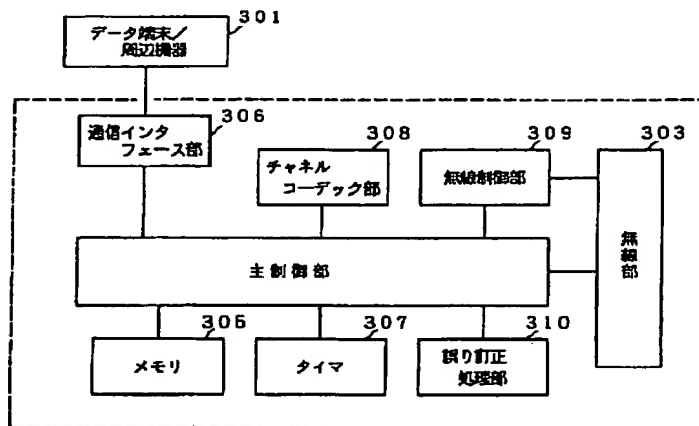 301
データ端末／
周辺機器
306
通信インタ
フェース部
308
チャネル
コーデック部
309
無線制御部
303
無線部
主制御部
305
メモリ
307
タイマ
310
誤り訂正
処理部